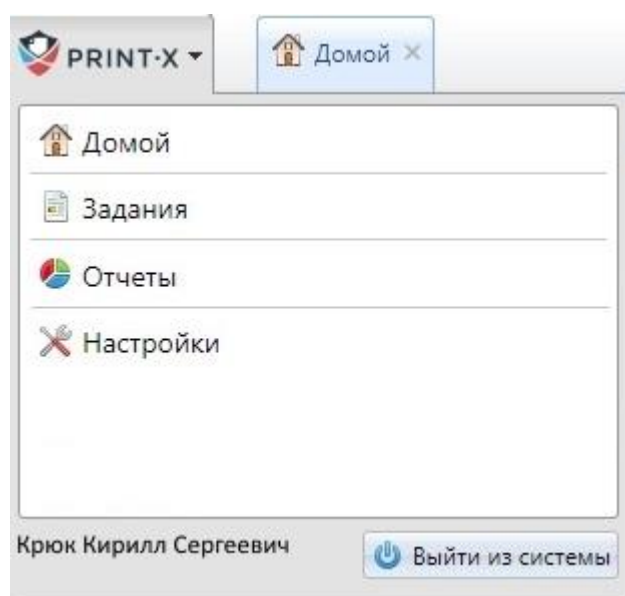 PRINT-X
Домой
Домой
Задания
Отчеты
Настройки
Крюк Кирилл Сергеевич
Выйти из системы